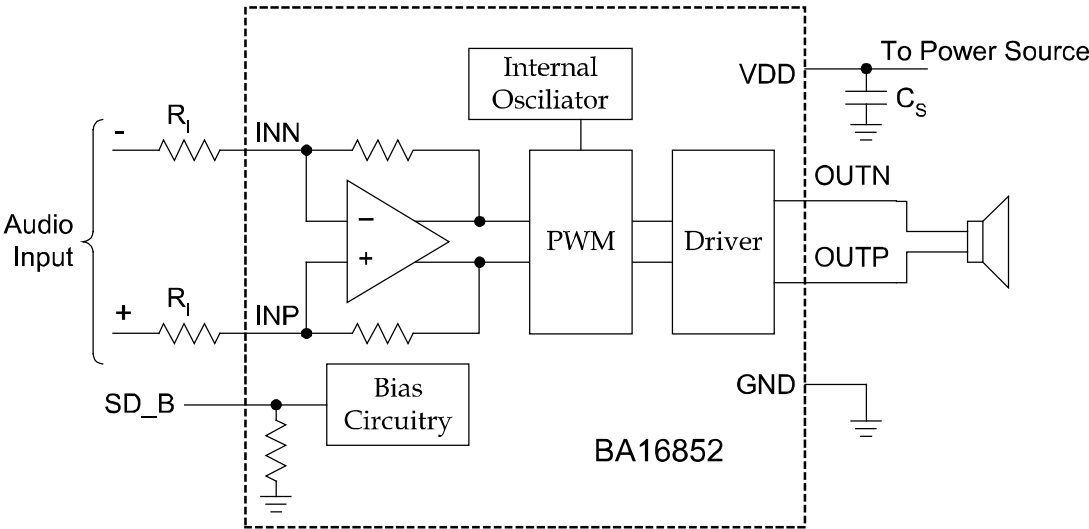 Internal
Osciliator
VDD
To Power Source
C_S
R_I
-
INN
OUTN
Audio
Input
−
+
PWM
Driver
OUTP
R_I
+
INP
SD_B
Bias
Circuitry
GND
BA16852